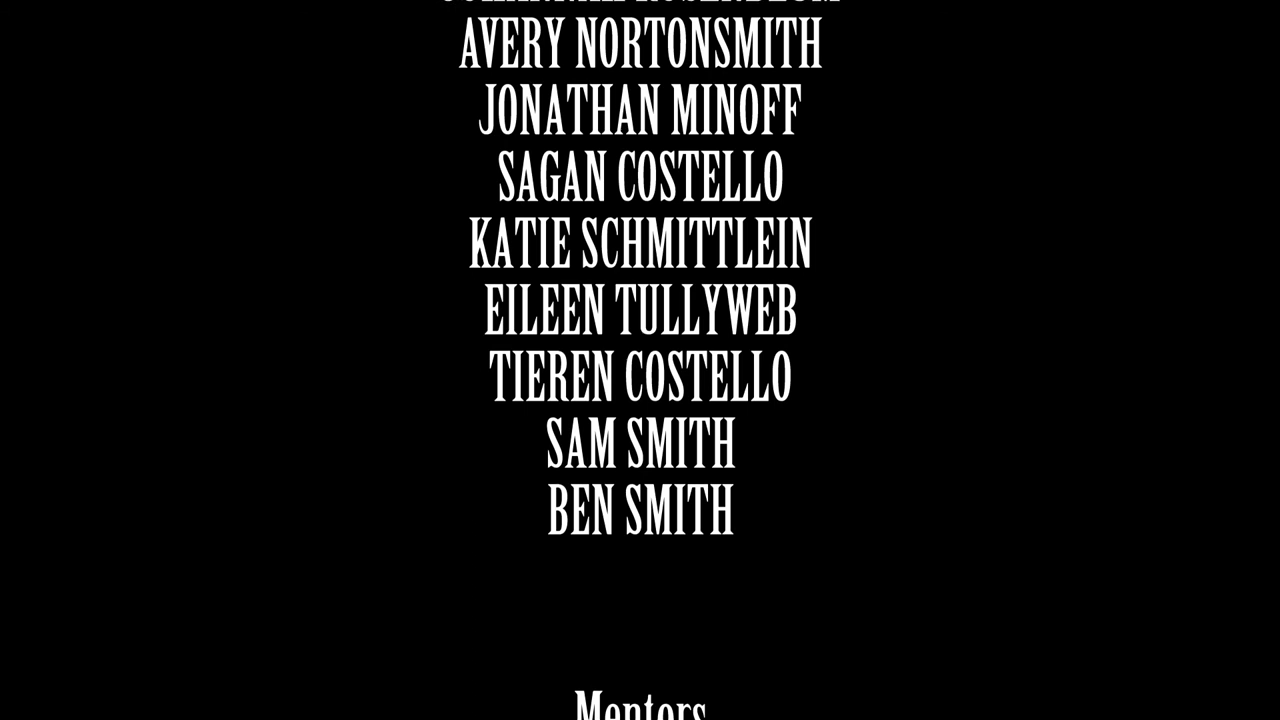 AVERY NORTONSMITH
JONATHAN MINOFF
SAGAN COSTELLO
KATIE SCHMITTLEIN
EILEEN TULLYWEB
TIEREN COSTELLO
SAM SMITH
BEN SMITH
Mentors